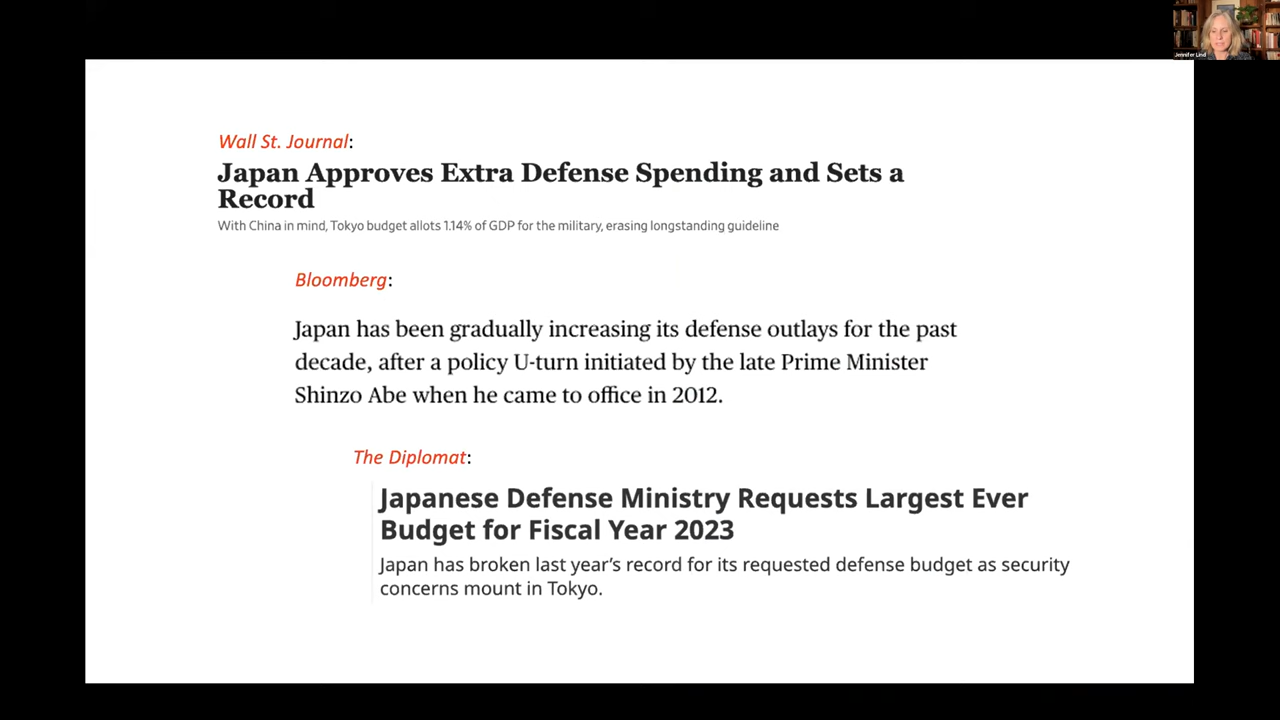 Jennifer Lind
Wall St. Journal:
Japan Approves Extra Defense Spending and Sets a
Record
With China in mind, Tokyo budget allots 1.14% of GDP for the military, erasing longstanding guideline
Bloomberg:
Japan has been gradually increasing its defense outlays for the past
decade, after a policy U-turn initiated by the late Prime Minister
Shinzo Abe when he came to office in 2012.
The Diplomat:
Japanese Defense Ministry Requests Largest Ever
Budget for Fiscal Year 2023
Japan has broken last year’s record for its requested defense budget as security
concerns mount in Tokyo.